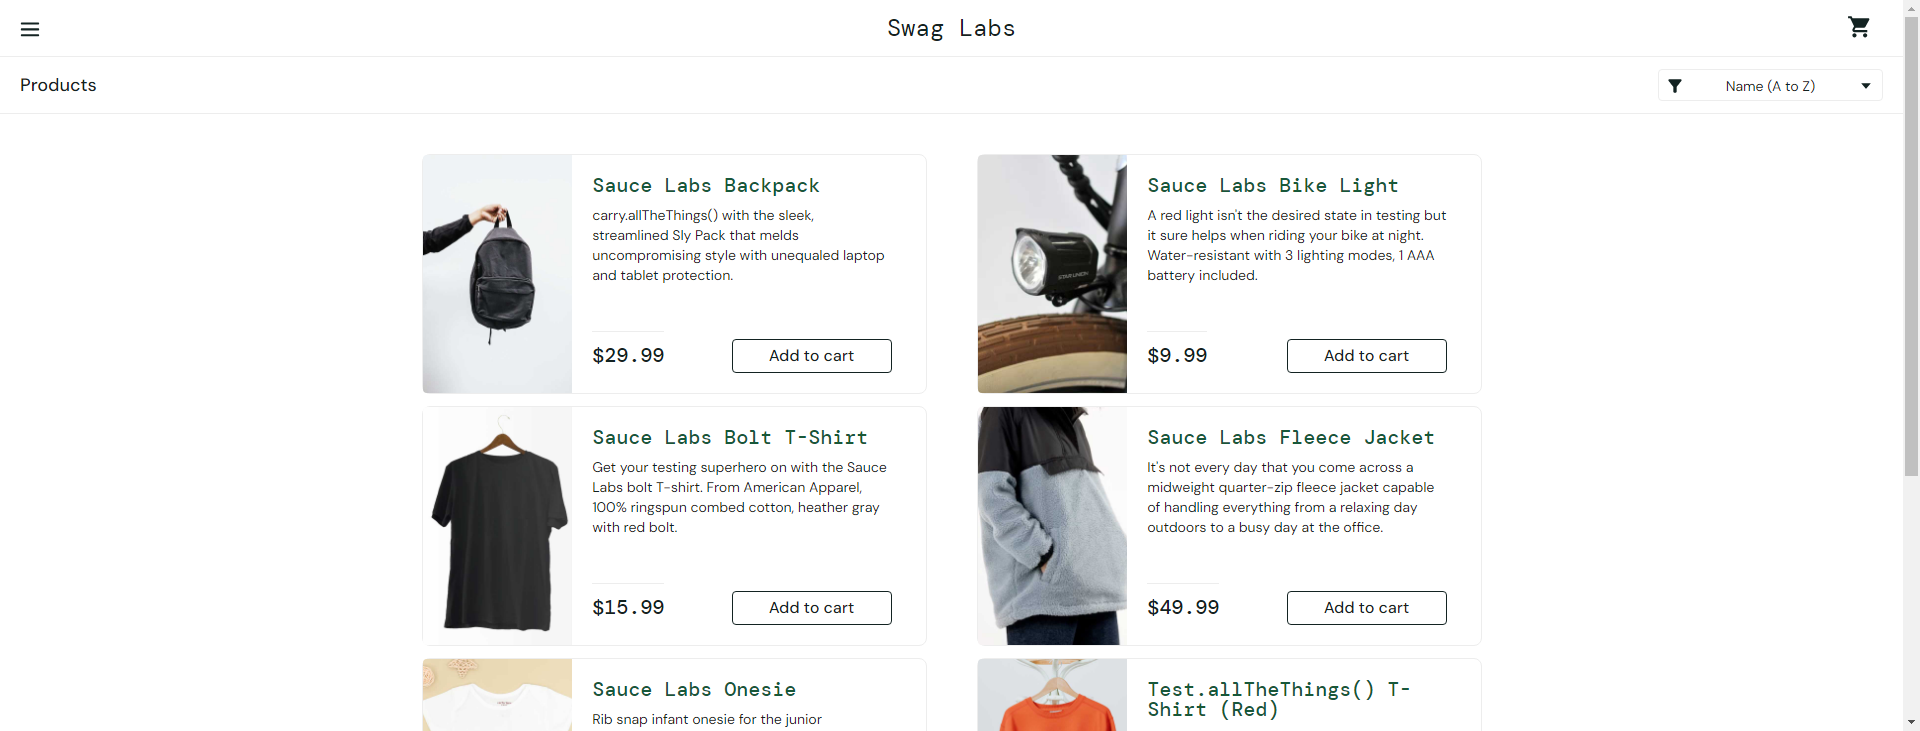 Swag Labs
Products
Name (A to Z)
Sauce Labs Backpack
carry.allTheThings() with the sleek,
streamlined Sly Pack that melds
uncompromising style with unequaled laptop
and tablet protection.
$29.99
Add to cart
Sauce Labs Bike Light
A red light isn't the desired state in testing but
it sure helps when riding your bike at night.
Water-resistant with 3 lighting modes, 1 AAA
battery included.
$9.99
Add to cart
STAR UNION
Sauce Labs Bolt T-Shirt
Get your testing superhero on with the Sauce
Labs bolt T-shirt. From American Apparel,
100% ringspun combed cotton, heather gray
with red bolt.
$15.99
Add to cart
Sauce Labs Fleece Jacket
It's not every day that you come across a
midweight quarter-zip fleece jacket capable
of handling everything from a relaxing day
outdoors to a busy day at the office.
$49.99
Add to cart
Sauce Labs Onesie
Rib snap infant onesie for the junior
Test.allTheThings() T-
Shirt (Red)